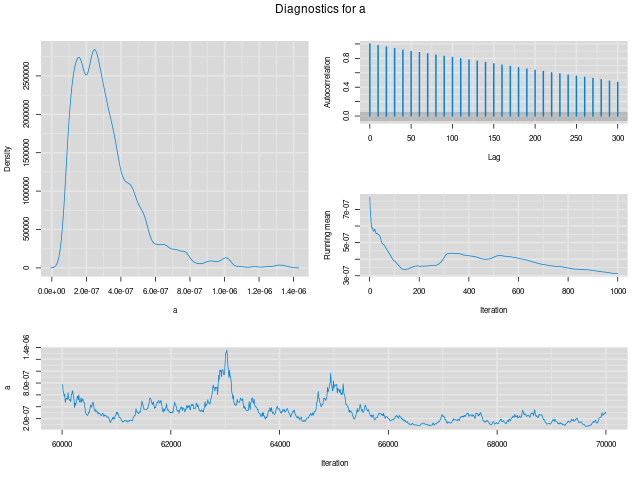 Diagnostics for a
Density
2500000
2000000
1500000
1000000
500000
0
0.0e+00 2.0e-07 4.0e-07 6.0e-07 8.0e-07 1.0e-06 1.2e-06 1.4e-06
a
Autocorrelation
0.8
0.4
0.0
0 50 100 150 200 250 300
Lag
Running mean
7e-07
5e-07
3e-07
0 200 400 600 800 1000
Iteration
a
1.4e-06
8.0e-07
2.0e-07
60000 62000 64000 66000 68000 70000
Iteration